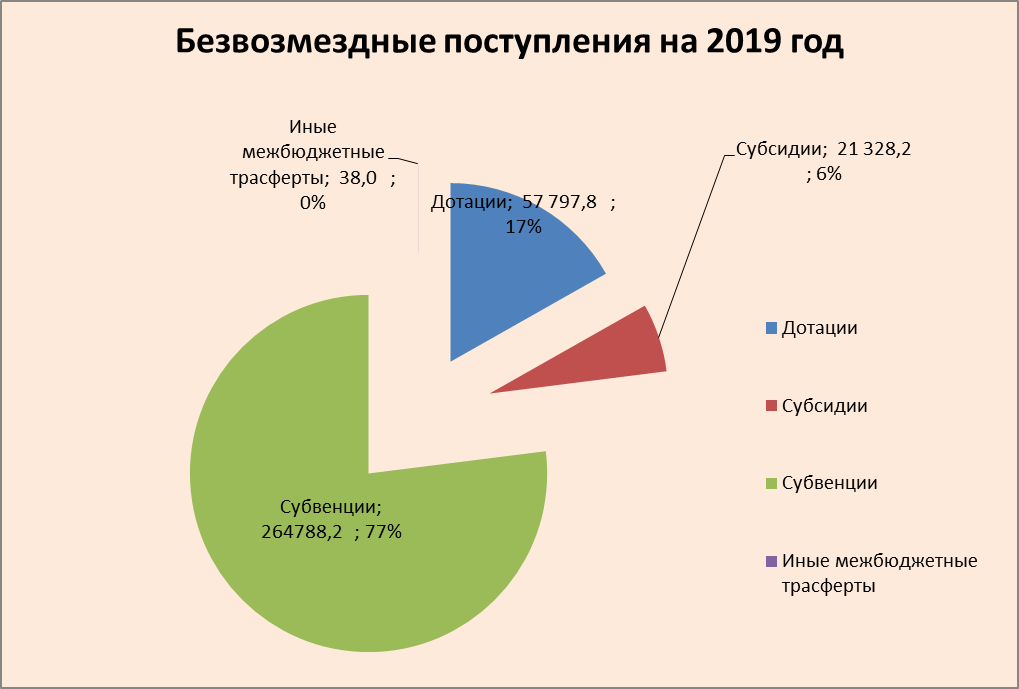 Безвозмездные поступления на 2019 год
Иные
межбюджетные
трасферты; 38,0 ;
0%
Дотации; 57 797,8 ;
17%
Субсидии; 21 328,2
; 6%
Субвенции;
264788,2 ; 77%
Дотации
Субсидии
Субвенции
Иные межбюджетные
трасферты